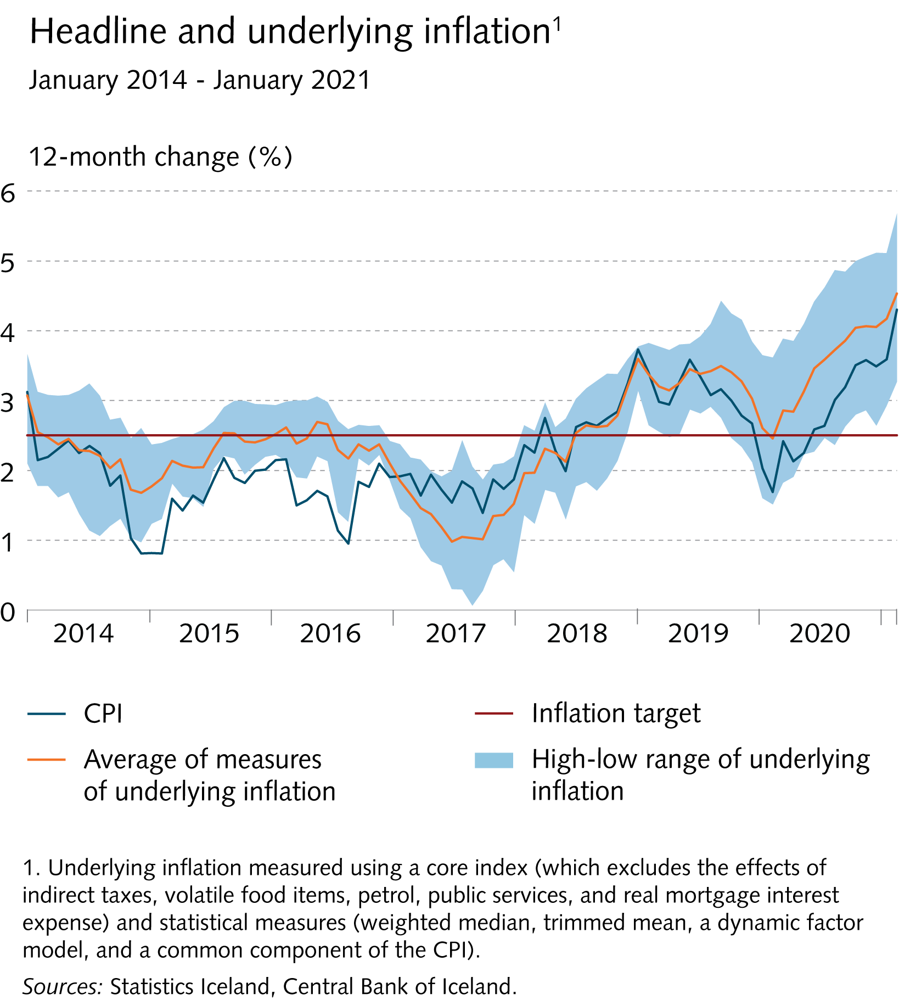 Headline and underlying inflation¹
January 2014 - January 2021
12-month change (%)
6
5
4
3
2
1
0
2014 2015 2016 2017 2018 2019 2020
CPI
Inflation target
Average of measures
of underlying inflation
High-low range of underlying
inflation
1. Underlying inflation measured using a core index (which excludes the effects of
indirect taxes, volatile food items, petrol, public services, and real mortgage interest
expense) and statistical measures (weighted median, trimmed mean, a dynamic factor
model, and a common component of the CPI).
Sources: Statistics Iceland, Central Bank of Iceland.